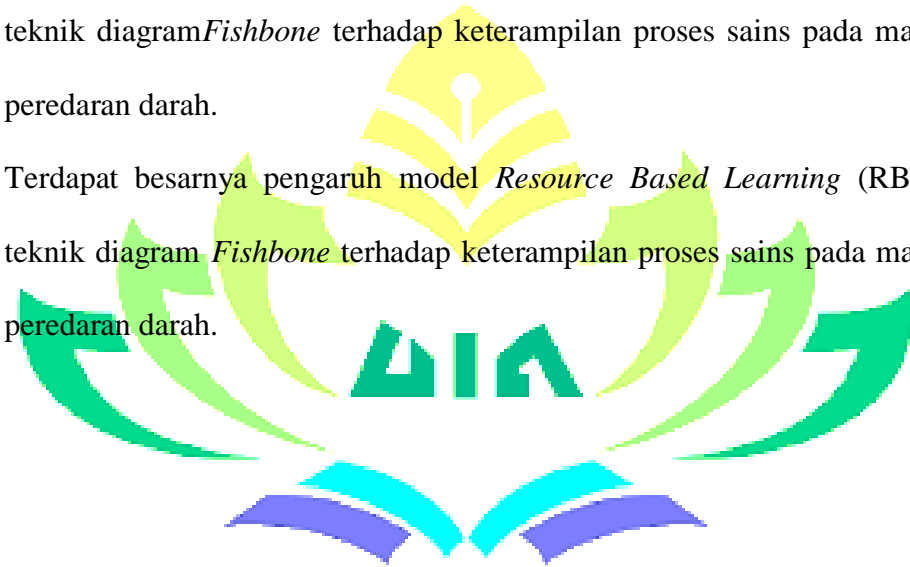 teknik diagramFishbone terhadap keterampilan proses sains pada ma
peredaran darah.
Terdapat besarnya pengaruh model Resource Based Learning (RB
teknik diagram Fishbone terhadap keterampilan proses sains pada ma
peredaran darah.
UIN